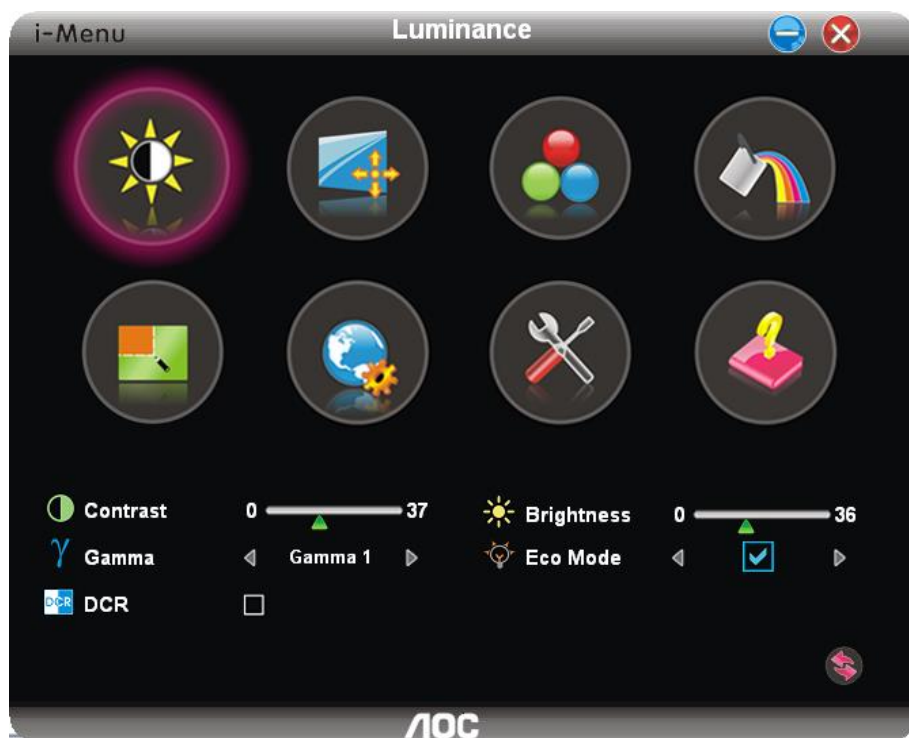 i-Menu
Luminance
Contrast 0 37
Brightness 0 36
γ Gamma Gamma 1
Eco Mode
DCR DCR
AOC